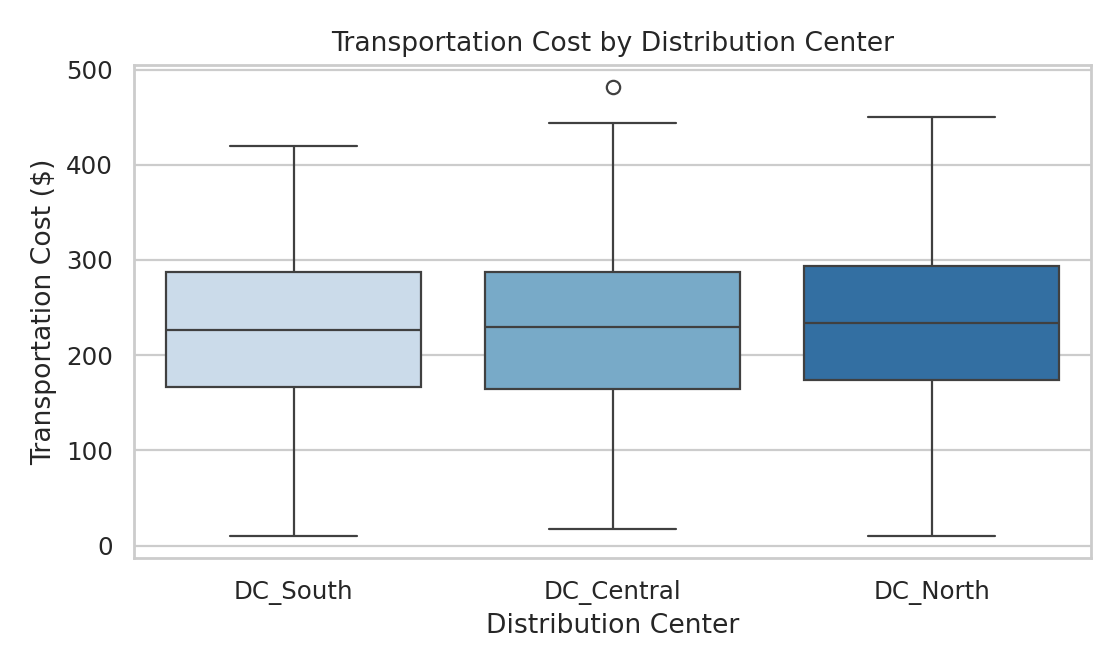 Transportation Cost by Distribution Center
Transportation Cost ($)
500
400
300
200
100
0
DC_South
DC_Central
DC_North
Distribution Center